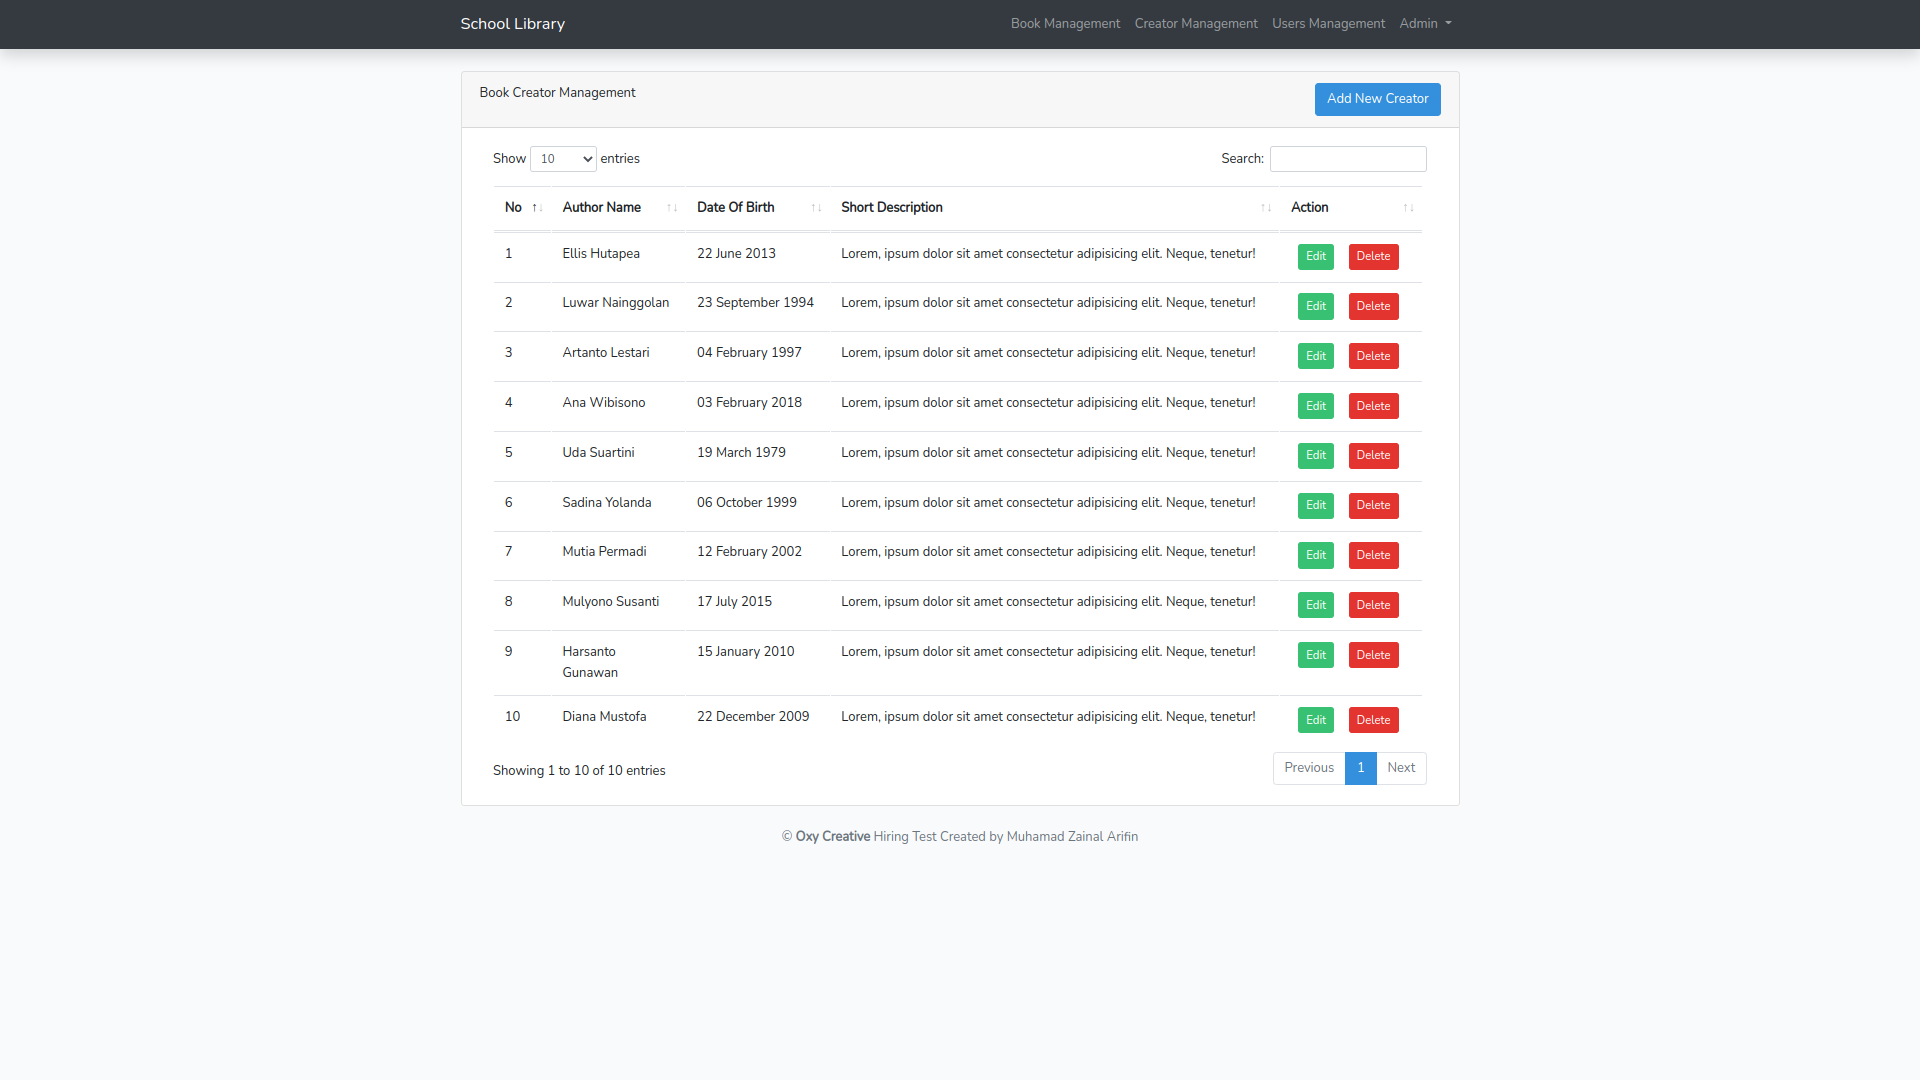 School Library Book Management Creator Management Users Management Admin
Book Creator Management Add New Creator
Show 10 entries Search:
No Author Name Date Of Birth Short Description Action
1 Ellis Hutapea 22 June 2013 Lorem, ipsum dolor sit amet consectetur adipisicing elit. Neque, tenetur! Edit Delete
2 Luwar Nainggolan 23 September 1994 Lorem, ipsum dolor sit amet consectetur adipisicing elit. Neque, tenetur! Edit Delete
3 Artanto Lestari 04 February 1997 Lorem, ipsum dolor sit amet consectetur adipisicing elit. Neque, tenetur! Edit Delete
4 Ana Wibisono 03 February 2018 Lorem, ipsum dolor sit amet consectetur adipisicing elit. Neque, tenetur! Edit Delete
5 Uda Suartini 19 March 1979 Lorem, ipsum dolor sit amet consectetur adipisicing elit. Neque, tenetur! Edit Delete
6 Sadina Yolanda 06 October 1999 Lorem, ipsum dolor sit amet consectetur adipisicing elit. Neque, tenetur! Edit Delete
7 Mutia Permadi 12 February 2002 Lorem, ipsum dolor sit amet consectetur adipisicing elit. Neque, tenetur! Edit Delete
8 Mulyono Susanti 17 July 2015 Lorem, ipsum dolor sit amet consectetur adipisicing elit. Neque, tenetur! Edit Delete
9 Harsanto 15 January 2010 Lorem, ipsum dolor sit amet consectetur adipisicing elit. Neque, tenetur! Edit Delete
Gunawan
10 Diana Mustofa 22 December 2009 Lorem, ipsum dolor sit amet consectetur adipisicing elit. Neque, tenetur! Edit Delete
Showing 1 to 10 of 10 entries Previous 1 Next
© Oxy Creative Hiring Test Created by Muhamad Zainal Arifin